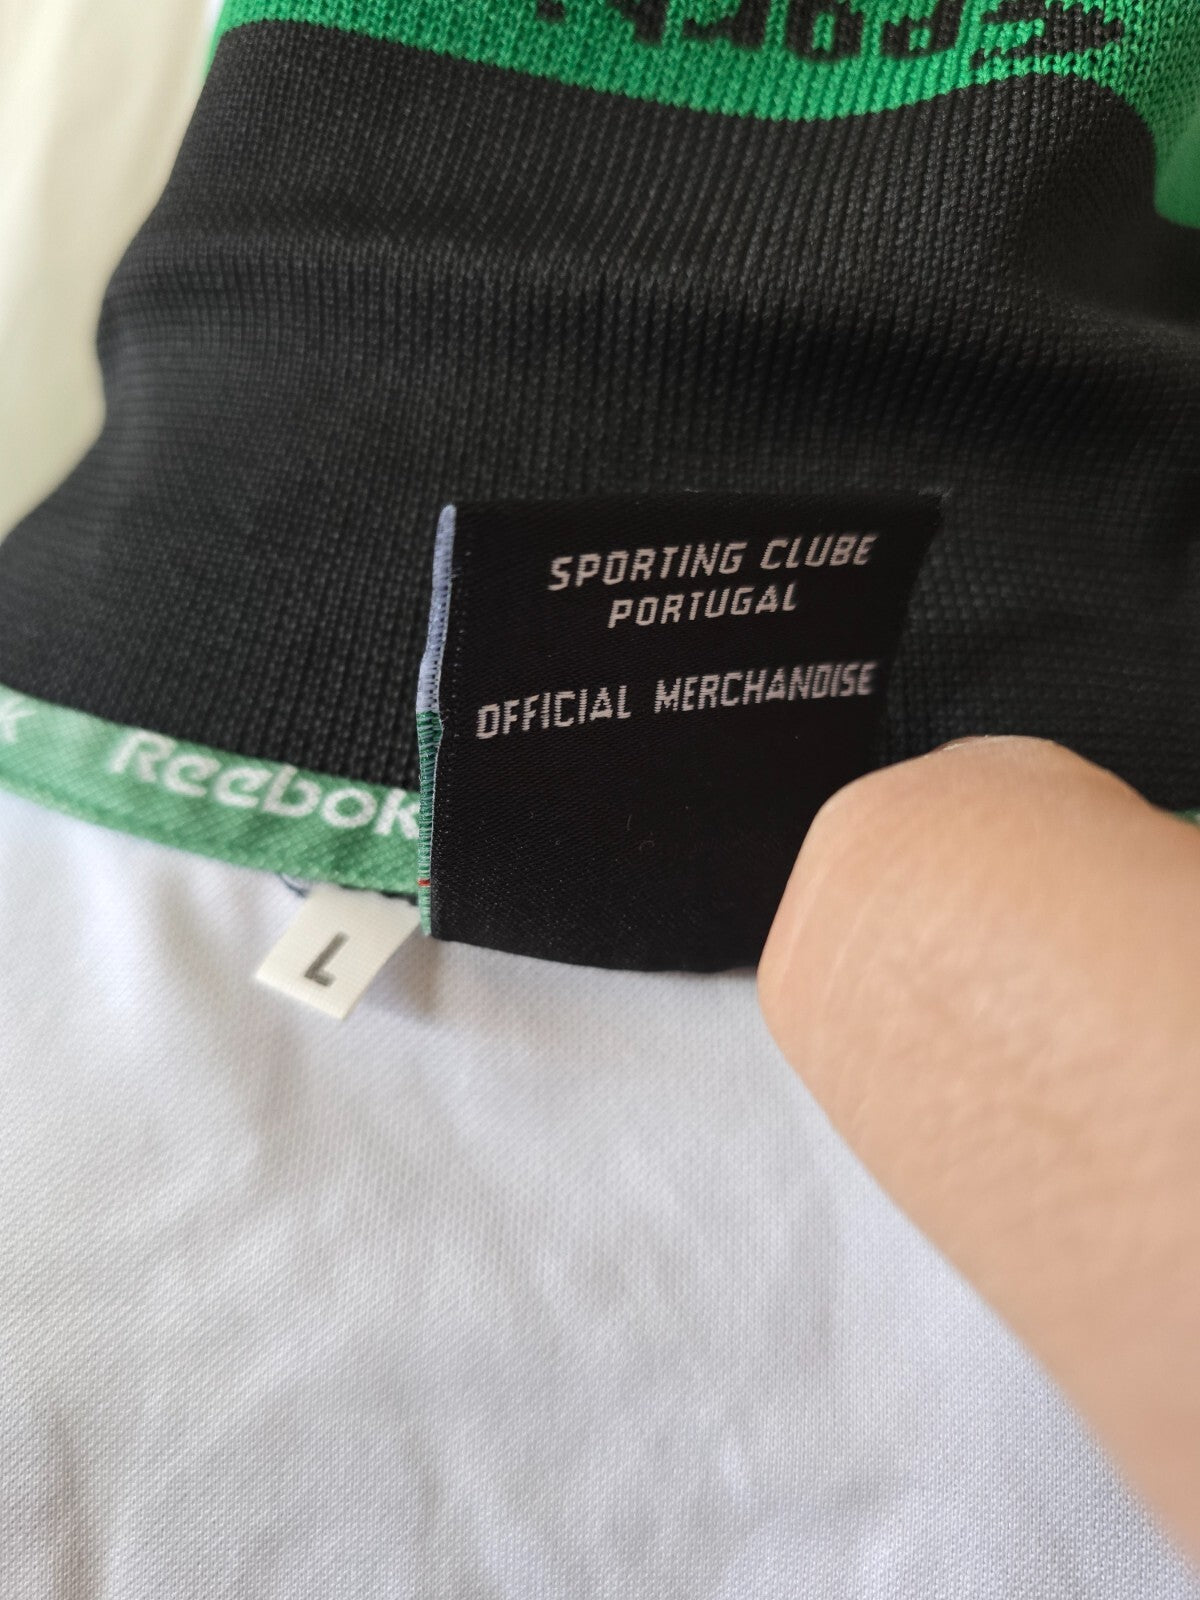 SPORTING CLUBE
PORTUGAL
OFFICIAL MERCHANDISE
Reebok
L